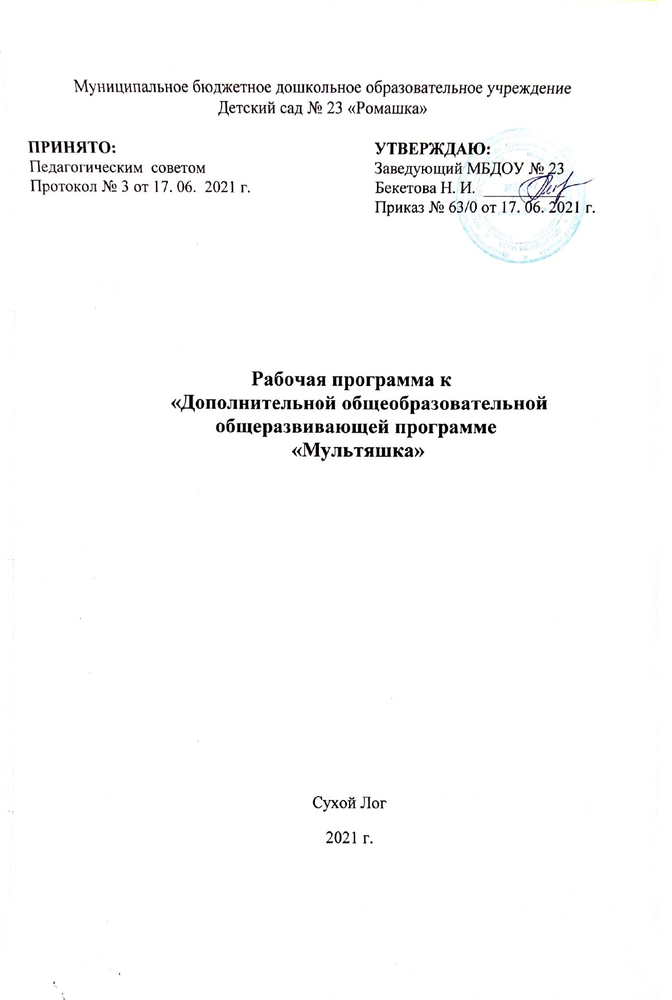 Муниципальное бюджетное дошкольное образовательное учреждение
Детский сад № 23 «Ромашка»
ПРИНЯТО:
Педагогическим советом
Протокол № 3 от 17. 06. 2021 г.
УТВЕРЖДАЮ:
Заведующий МБДОУ № 23
Бекетова Н. И. __________
Приказ № 63/0 от 17. 06. 2021 г.
Рабочая программа к
«Дополнительной общеобразовательной
общеразвивающей программе
«Мультяшка»
Сухой Лог
2021 г.